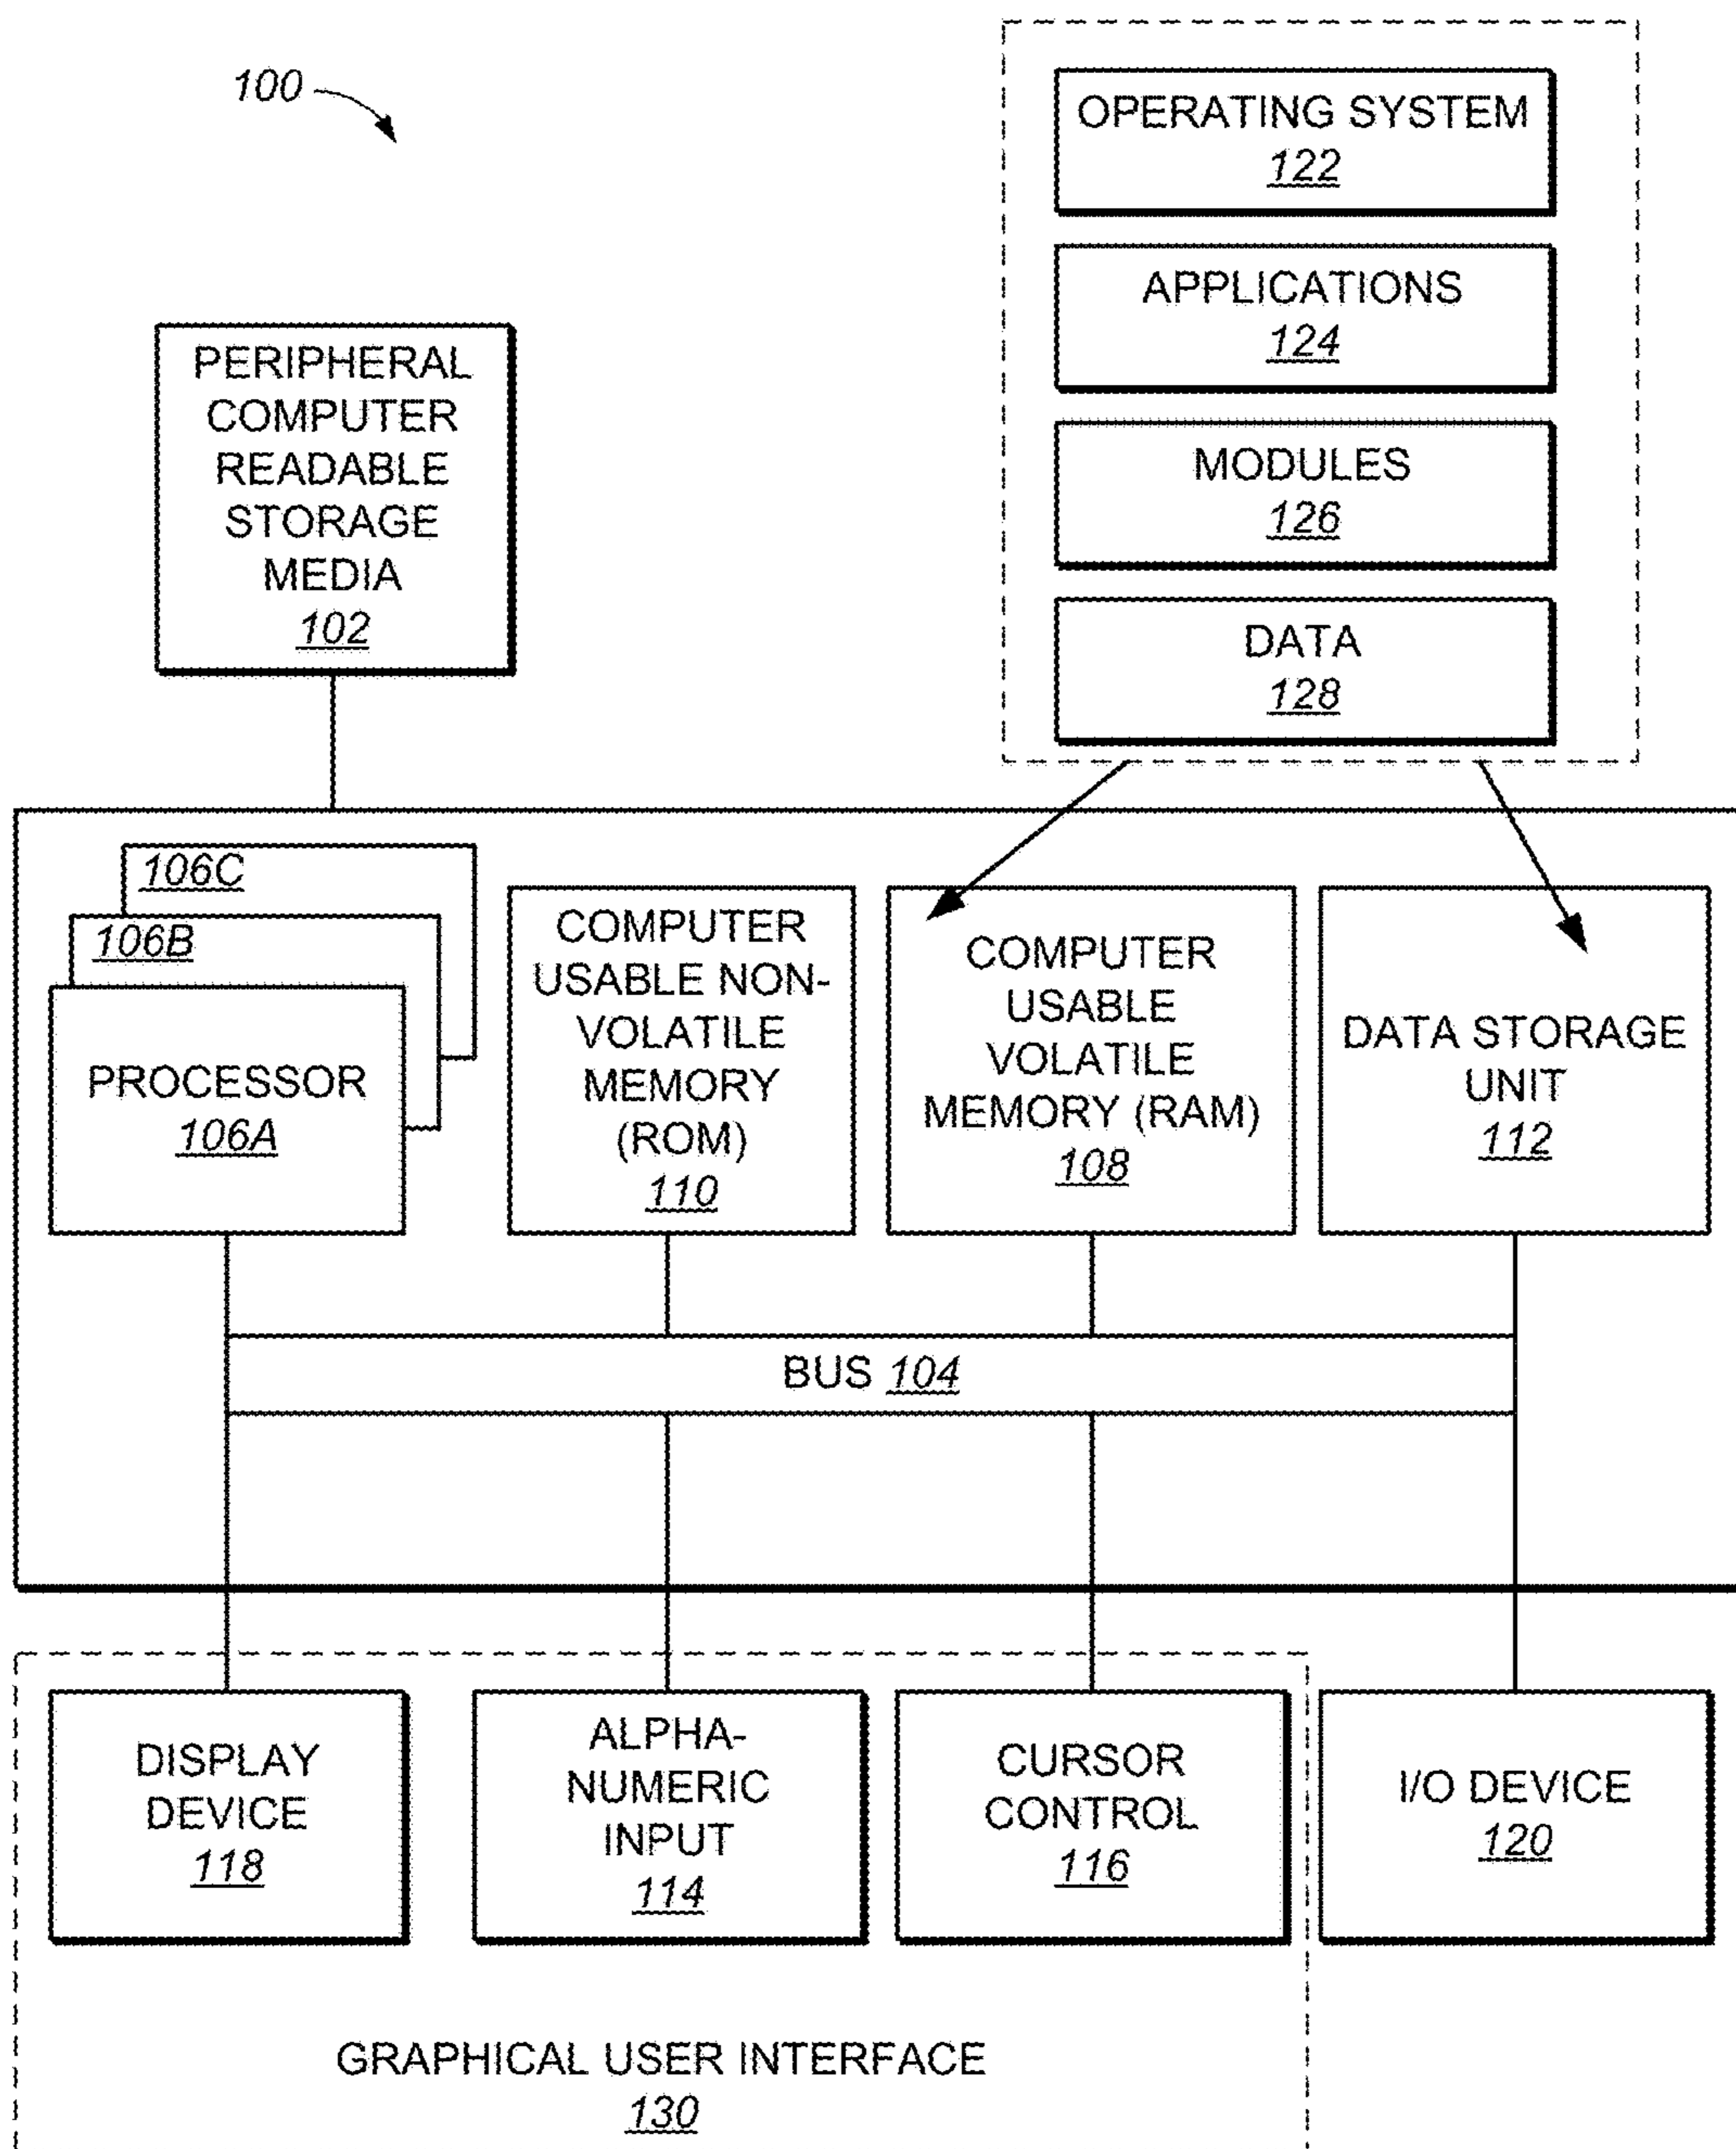 100
OPERATING SYSTEM
122
APPLICATIONS
124
MODULES
126
DATA
128
PERIPHERAL
COMPUTER
READABLE
STORAGE
MEDIA
102
106C
106B
PROCESSOR
106A
COMPUTER
USABLE NON-
VOLATILE
MEMORY
(ROM)
110
COMPUTER
USABLE
VOLATILE
MEMORY (RAM)
108
DATA STORAGE
UNIT
112
BUS 104
DISPLAY
DEVICE
118
ALPHA-
NUMERIC
INPUT
114
CURSOR
CONTROL
116
I/O DEVICE
120
GRAPHICAL USER INTERFACE
130